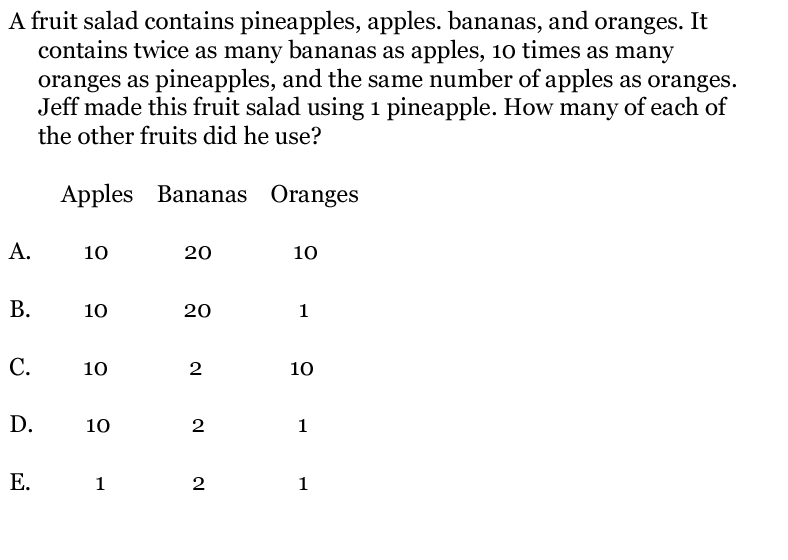 A fruit salad contains pineapples, apples. bananas, and oranges. It
contains twice as many bananas as apples, 10 times as many
oranges as pineapples, and the same number of apples as oranges.
Jeff made this fruit salad using 1 pineapple. How many of each of
the other fruits did he use?
Apples Bananas Oranges
A. 10 20 10
B. 10 20 1
C. 10 2 10
D. 10 2 1
E. 1 2 1